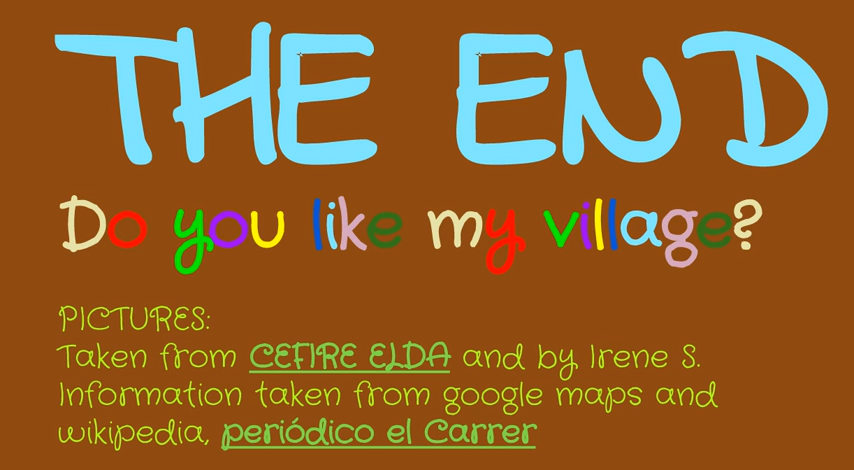 THE END
Do you like my village?
PICTURES:
Taken from CEFIRE ELDA and by Irene S.
Information taken from google maps and
wikipedia, periódico el Carrer